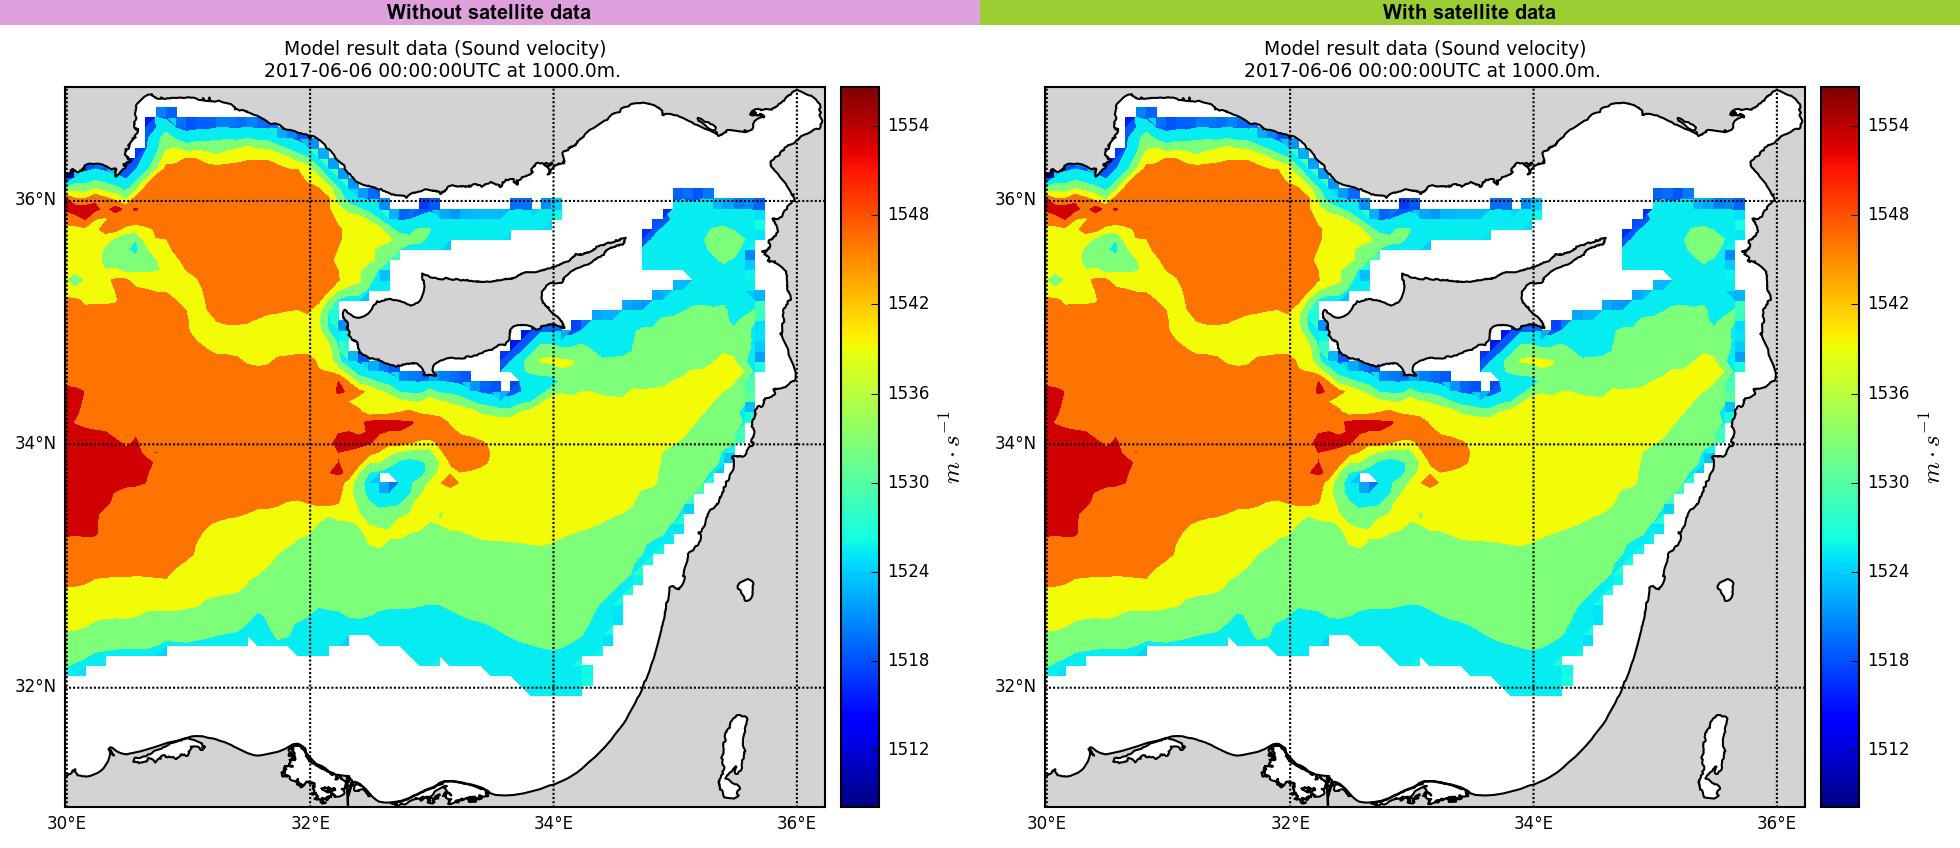 Without satellite data
Model result data (Sound velocity)
2017-06-06 00:00:00UTC at 1000.0m.
36°N
34°N
32°N
30°E 32°E 34°E 36°E
1554
1548
1542
1536
1530
1524
1518
1512
m · s⁻¹
With satellite data
Model result data (Sound velocity)
2017-06-06 00:00:00UTC at 1000.0m.
36°N
34°N
32°N
30°E 32°E 34°E 36°E
1554
1548
1542
1536
1530
1524
1518
1512
m · s⁻¹